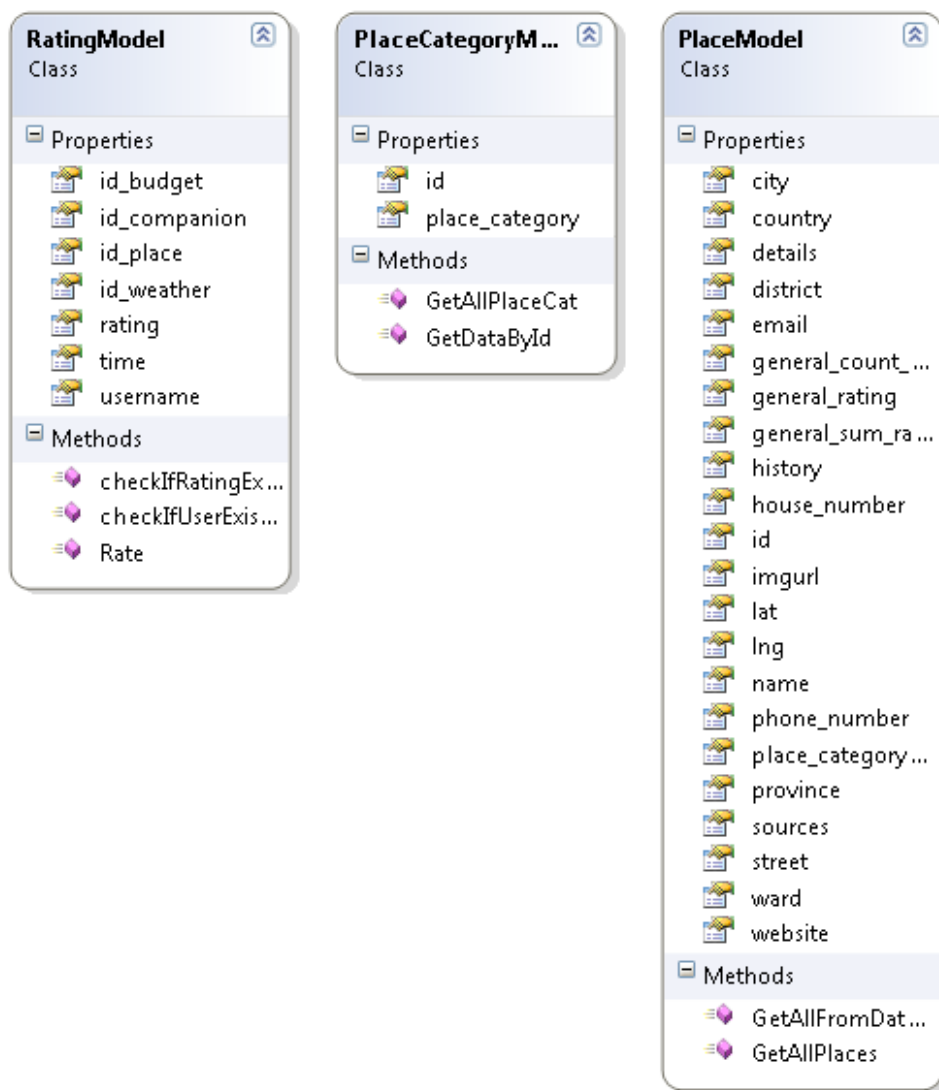 RatingModel
Class
Properties
id_budget
id_companion
id_place
id_weather
rating
time
username
Methods
checkIfRatingEx...
checkIfUserExis...
Rate
PlaceCategoryM...
Class
Properties
id
place_category
Methods
GetAllPlaceCat
GetDataById
PlaceModel
Class
Properties
city
country
details
district
email
general_count_...
general_rating
general_sum_ra...
history
house_number
id
imgurl
lat
lng
name
phone_number
place_category...
province
sources
street
ward
website
Methods
GetAllFromDat...
GetAllPlaces